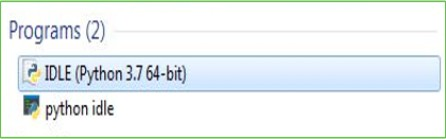 Programs (2)
IDLE (Python 3.7 64-bit)
python idle